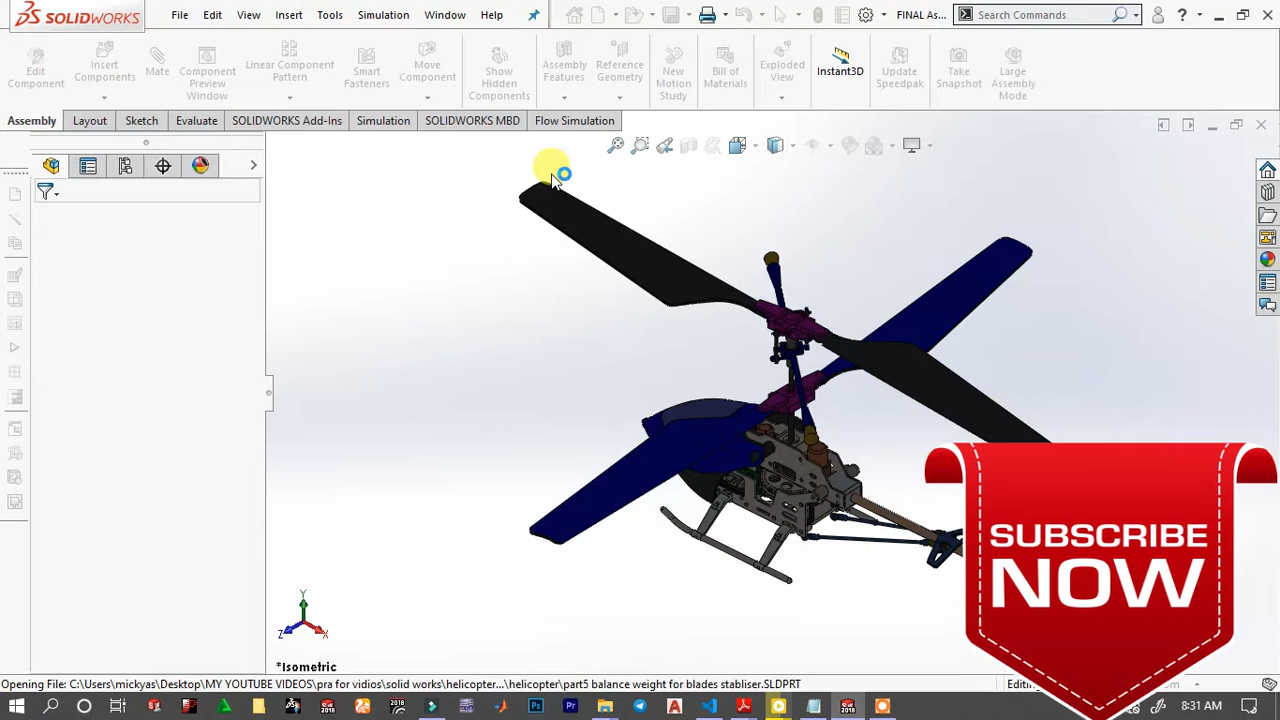 SOLIDWORKS File Edit View Insert Tools Simulation Window Help FINAL As... Search Commands ?
Edit Component
Insert Components
Mate
Component Preview Window
Linear Component Pattern
Smart Fasteners
Move Component
Show Hidden Components
Assembly Features
Reference Geometry
New Motion Study
Bill of Materials
Exploded View
Instant3D
Update Speedpak
Take Snapshot
Large Assembly Mode
Assembly Layout Sketch Evaluate SOLIDWORKS Add-Ins Simulation SOLIDWORKS MBD Flow Simulation
SUBSCRIBE
NOW
Y
Z X
*Isometric
Opening File: C:\Users\mickyas\Desktop\MY YOUTUBE VIDEOS\pra for vidios\solid works\helicopter...\helicopter\part5 balance weight for blades stabliser.SLDPRT Editing
8:31 AM